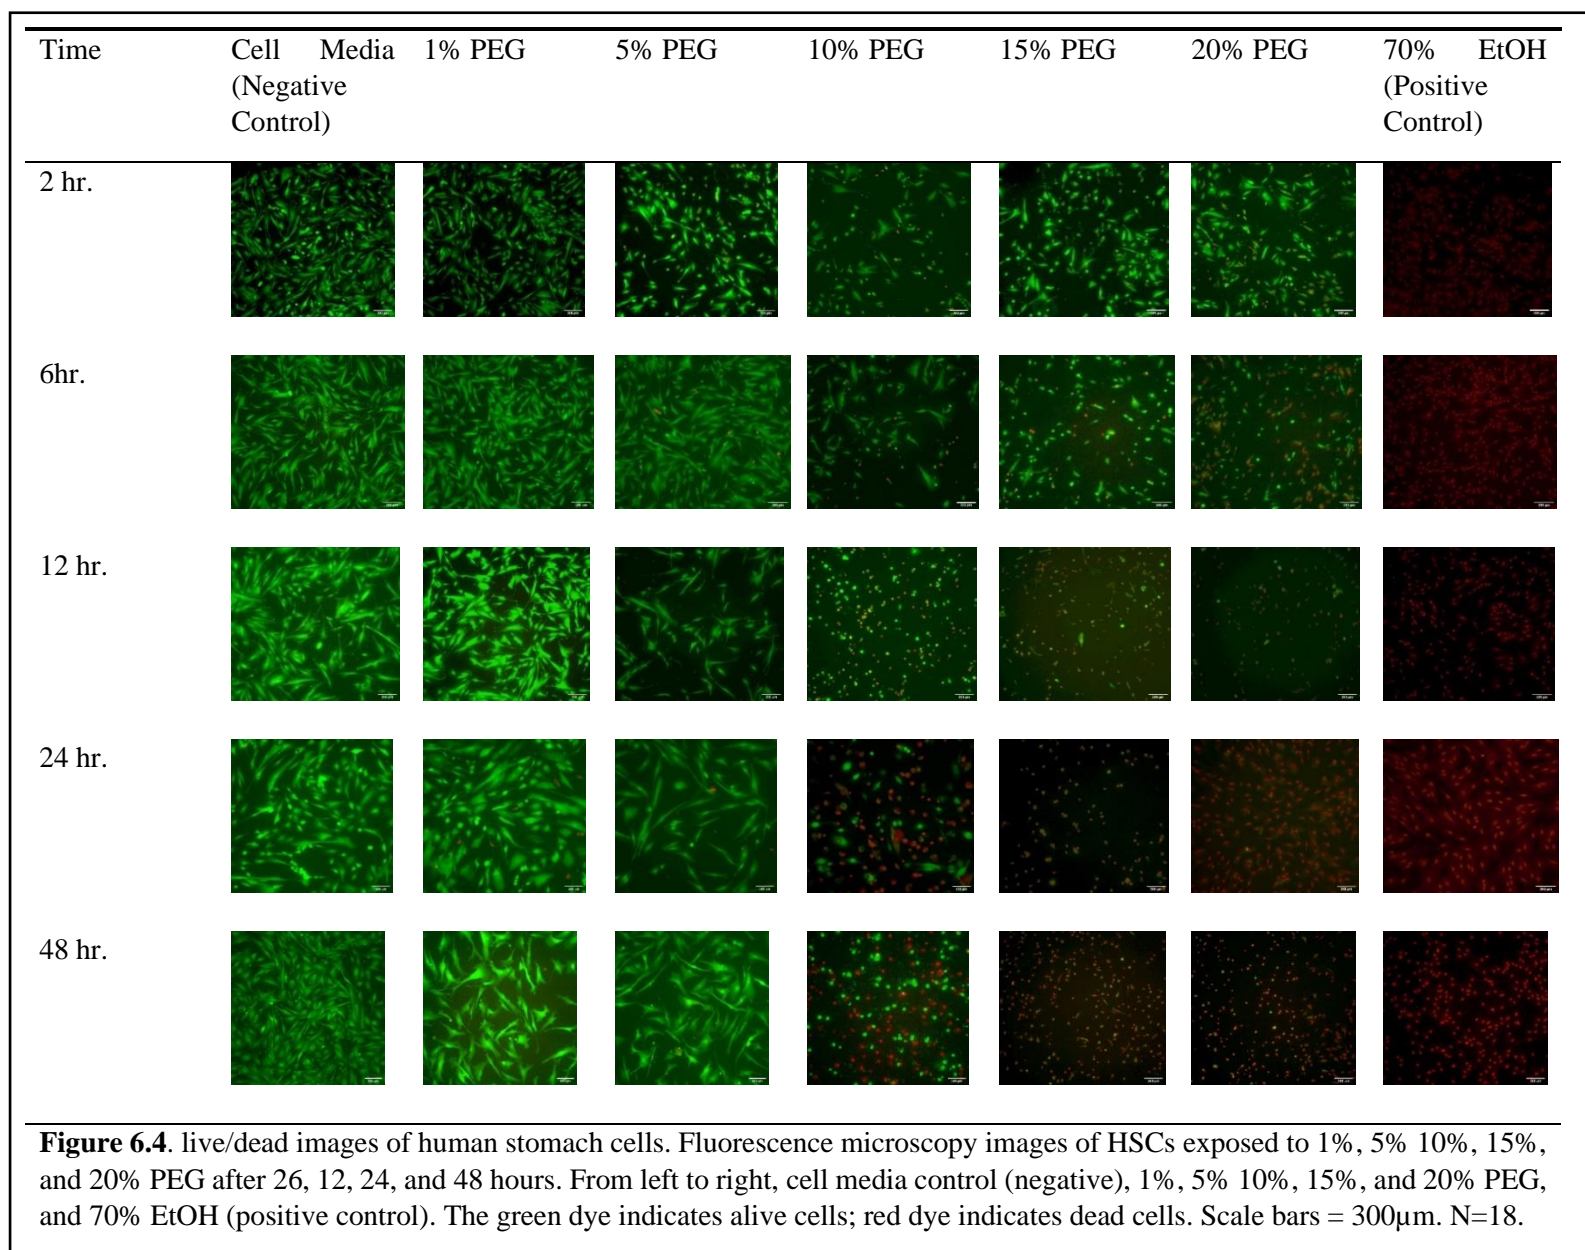 Time Cell Media 1% PEG 5% PEG 10% PEG 15% PEG 20% PEG 70% EtOH
(Negative (Positive
Control) Control)
2 hr.
6hr.
12 hr.
24 hr.
48 hr.
Figure 6.4. live/dead images of human stomach cells. Fluorescence microscopy images of HSCs exposed to 1%, 5% 10%, 15%,
and 20% PEG after 26, 12, 24, and 48 hours. From left to right, cell media control (negative), 1%, 5% 10%, 15%, and 20% PEG,
and 70% EtOH (positive control). The green dye indicates alive cells; red dye indicates dead cells. Scale bars = 300µm. N=18.